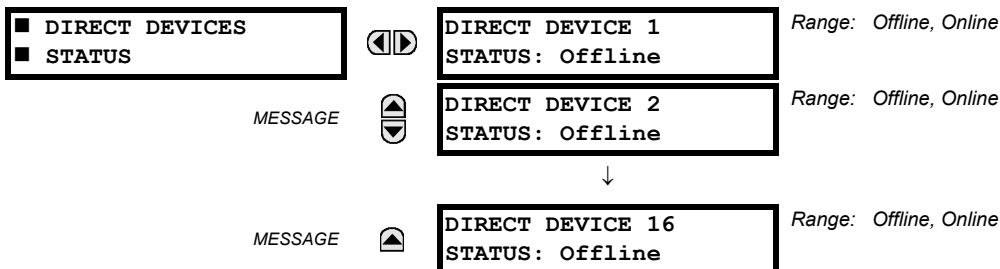 ■ DIRECT DEVICES
■ STATUS
DIRECT DEVICE 1
STATUS: Offline
Range: Offline, Online
MESSAGE
DIRECT DEVICE 2
STATUS: Offline
Range: Offline, Online
↓
MESSAGE
DIRECT DEVICE 16
STATUS: Offline
Range: Offline, Online